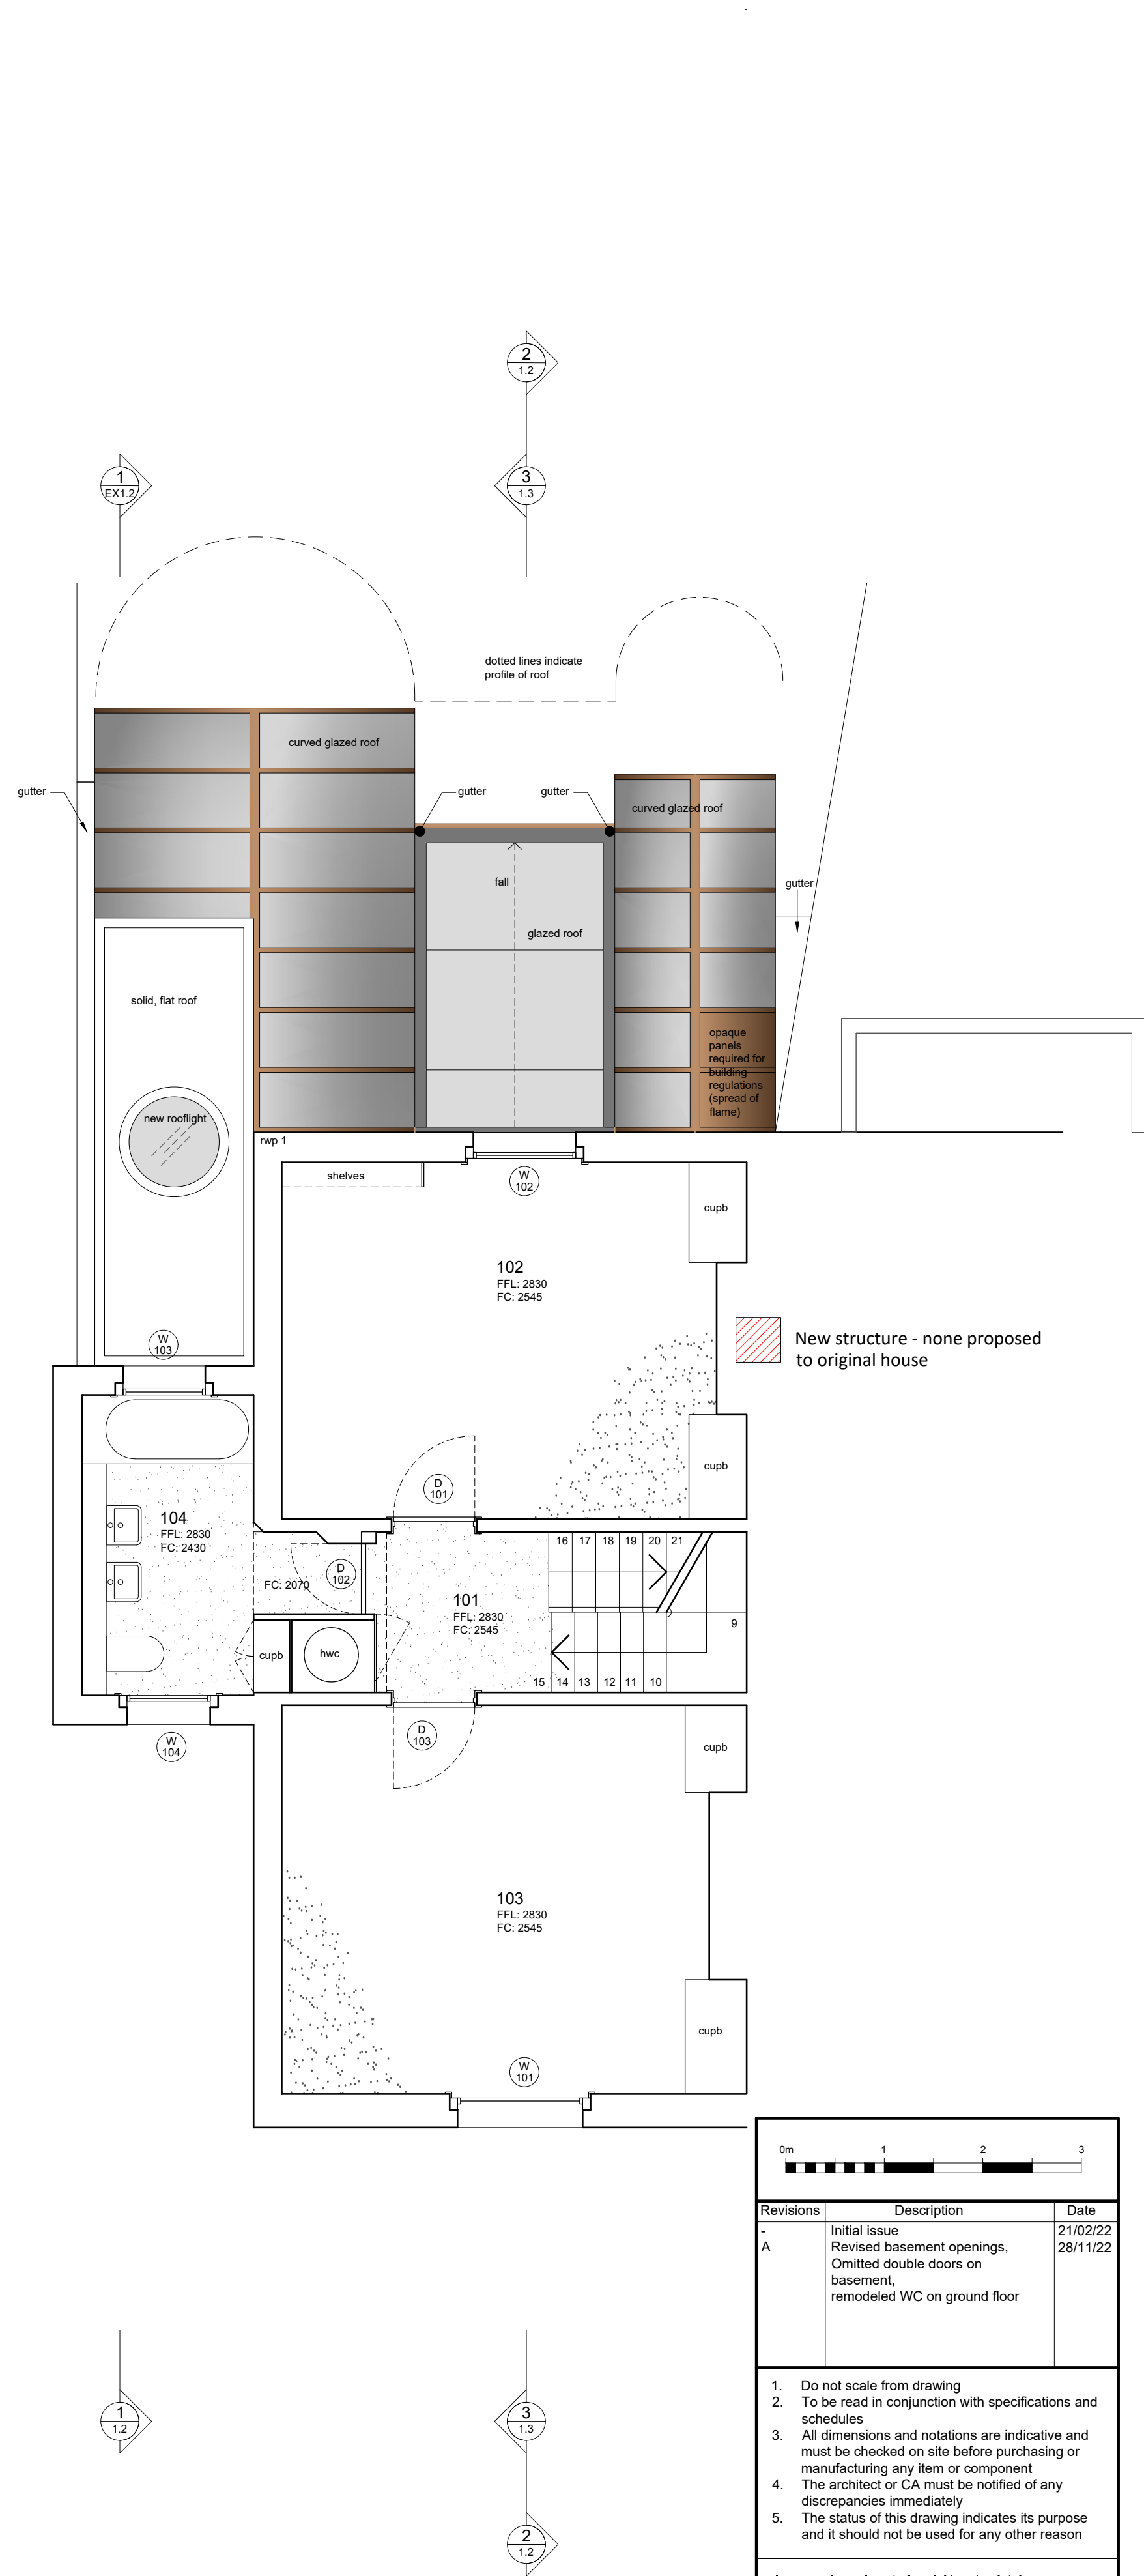 2
1.2
1
EX1.2
3
1.3
dotted lines indicate
profile of roof
curved glazed roof
gutter
gutter
gutter
curved glazed roof
fall
gutter
glazed roof
solid, flat roof
opaque
panels
required for
building
regulations
(spread of
flame)
new rooflight
rwp 1
shelves
W
102
cupb
102
FFL: 2830
FC: 2545
W
103
New structure - none proposed
to original house
cupb
D
101
104
FFL: 2830
FC: 2430
16 17 18 19 20 21
D
102
FC: 2070
101
FFL: 2830
FC: 2545
9
cupb
hwc
15 14 13 12 11 10
D
103
W
104
cupb
103
FFL: 2830
FC: 2545
cupb
W
101
0m 1 2 3
Revisions Description Date
- Initial issue 21/02/22
A Revised basement openings, 28/11/22
Omitted double doors on
basement,
remodeled WC on ground floor
1. Do not scale from drawing
2. To be read in conjunction with specifications and
schedules
3. All dimensions and notations are indicative and
must be checked on site before purchasing or
manufacturing any item or component
4. The architect or CA must be notified of any
discrepancies immediately
5. The status of this drawing indicates its purpose
and it should not be used for any other reason
1
1.2
3
1.3
2
1.2